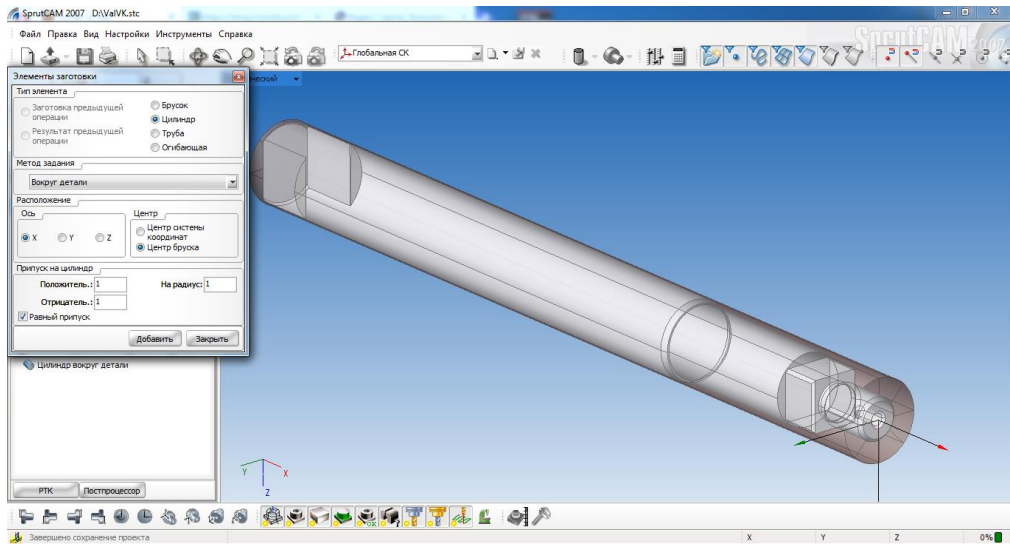 SprutCAM 2007 D:\ValVK.stc
Файл Правка Вид Настройки Инструменты Справка
Глобальная СК
SprutCAM 2007
Элементы заготовки
Тип элемента
Заготовка предыдущей операции
Результат предыдущей операции
Брусок
Цилиндр
Труба
Огибающая
Метод задания
Вокруг детали
Расположение
Ось
X Y Z
Центр
Центр системы координат
Центр бруска
Припуск на цилиндр
Положитель.: 1
На радиус: 1
Отрицатель.: 1
Равный припуск
Добавить Закрыть
Цилиндр вокруг детали
РТК Постпроцессор
Y X
Z
OK
Завершено сохранение проекта
X Y Z 0%